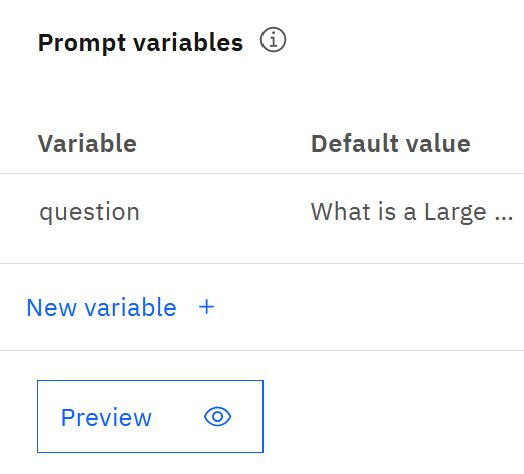 Prompt variables
Variable Default value
question What is a Large ...
New variable +
Preview